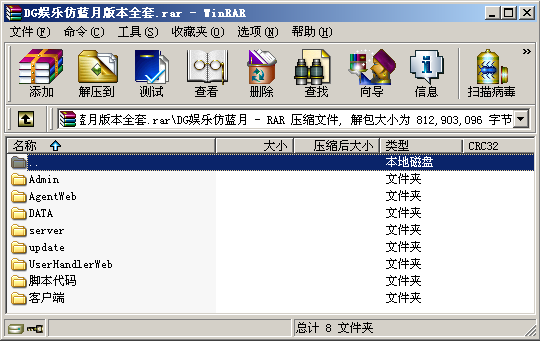 DG娱乐仿蓝月版本全套.rar - WinRAR
文件(F) 命令(C) 工具(S) 收藏夹(O) 选项(N) 帮助(H)
添加 解压到 测试 查看 删除 查找 向导 信息 扫描病毒 »
月版本全套.rar\DG娱乐仿蓝月 - RAR 压缩文件, 解包大小为 812,903,096 字节
名称 大小 压缩后大小 类型 CRC32
.. 本地磁盘
Admin 文件夹
AgentWeb 文件夹
DATA 文件夹
server 文件夹
update 文件夹
UserHandlerWeb 文件夹
脚本代码 文件夹
客户端 文件夹
总计 8 文件夹